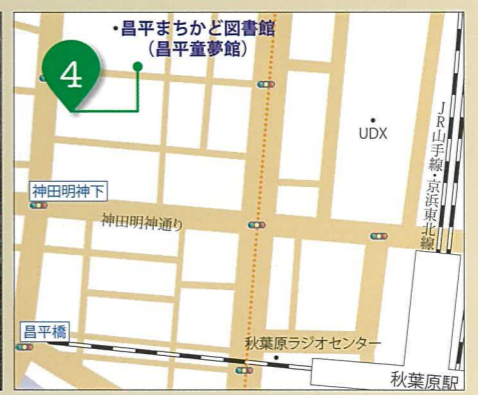 ・昌平まちかど図書館
（昌平童夢館）
4
UDX
JR山手線・京浜東北線
神田明神下
神田明神通り
昌平橋
秋葉原ラジオセンター
秋葉原駅